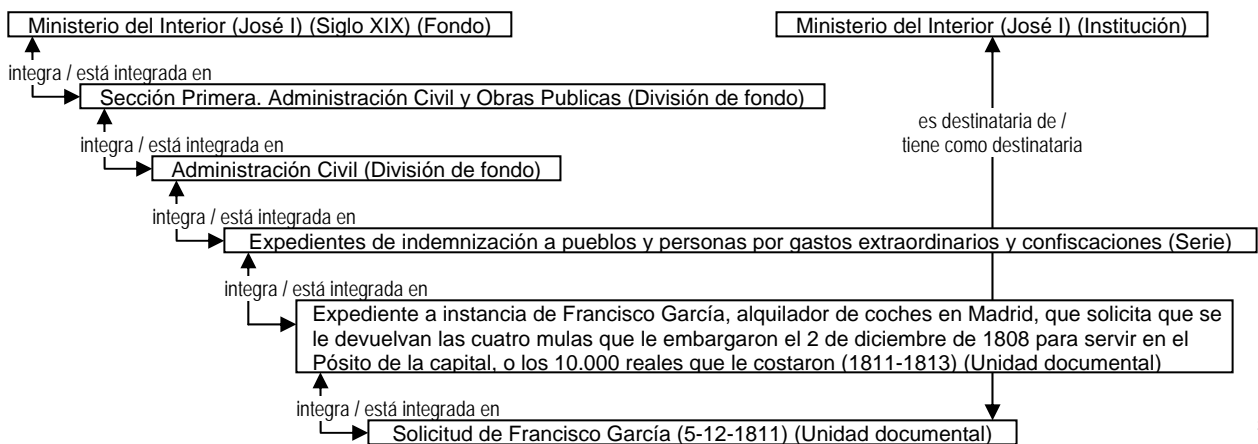 Ministerio del Interior (José I) (Siglo XIX) (Fondo)
Ministerio del Interior (José I) (Institución)
integra / está integrada en
Sección Primera. Administración Civil y Obras Publicas (División de fondo)
es destinataria de /
tiene como destinataria
integra / está integrada en
Administración Civil (División de fondo)
integra / está integrada en
Expedientes de indemnización a pueblos y personas por gastos extraordinarios y confiscaciones (Serie)
integra / está integrada en
Expediente a instancia de Francisco García, alquilador de coches en Madrid, que solicita que se
le devuelvan las cuatro mulas que le embargaron el 2 de diciembre de 1808 para servir en el
Pósito de la capital, o los 10.000 reales que le costaron (1811-1813) (Unidad documental)
integra / está integrada en
Solicitud de Francisco García (5-12-1811) (Unidad documental)